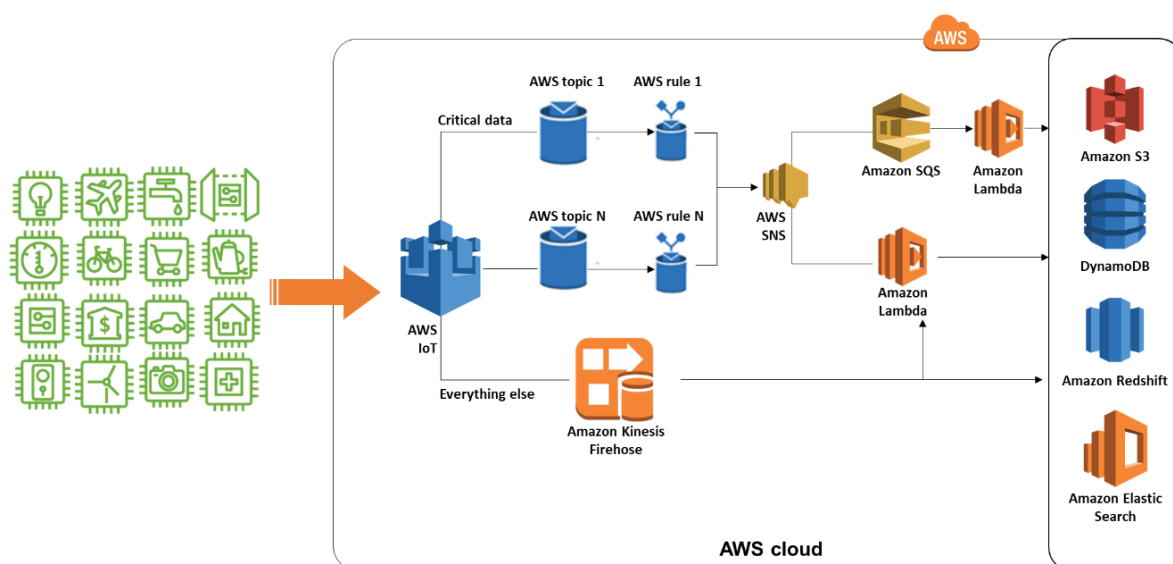 AWS
AWS topic 1
AWS rule 1
Critical data
Amazon SQS
Amazon
Lambda
Amazon S3
AWS topic N
AWS rule N
AWS
SNS
DynamoDB
Amazon
Lambda
AWS
IoT
$
Everything else
Amazon Kinesis
Firehose
Amazon Redshift
Amazon Elastic
Search
AWS cloud